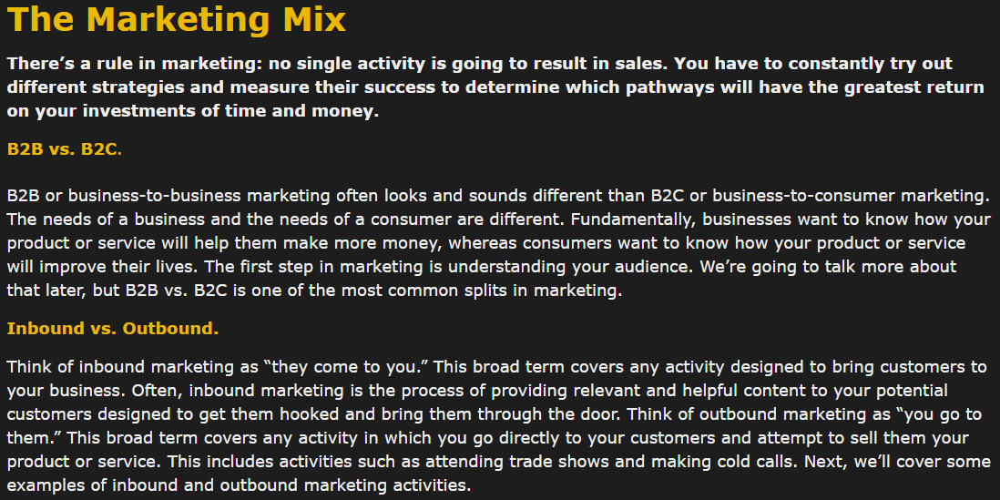 The Marketing Mix
There’s a rule in marketing: no single activity is going to result in sales. You have to constantly try out
different strategies and measure their success to determine which pathways will have the greatest return
on your investments of time and money.
B2B vs. B2C.
B2B or business-to-business marketing often looks and sounds different than B2C or business-to-consumer marketing.
The needs of a business and the needs of a consumer are different. Fundamentally, businesses want to know how your
product or service will help them make more money, whereas consumers want to know how your product or service
will improve their lives. The first step in marketing is understanding your audience. We’re going to talk more about
that later, but B2B vs. B2C is one of the most common splits in marketing.
Inbound vs. Outbound.
Think of inbound marketing as “they come to you.” This broad term covers any activity designed to bring customers to
your business. Often, inbound marketing is the process of providing relevant and helpful content to your potential
customers designed to get them hooked and bring them through the door. Think of outbound marketing as “you go to
them.” This broad term covers any activity in which you go directly to your customers and attempt to sell them your
product or service. This includes activities such as attending trade shows and making cold calls. Next, we’ll cover some
examples of inbound and outbound marketing activities.